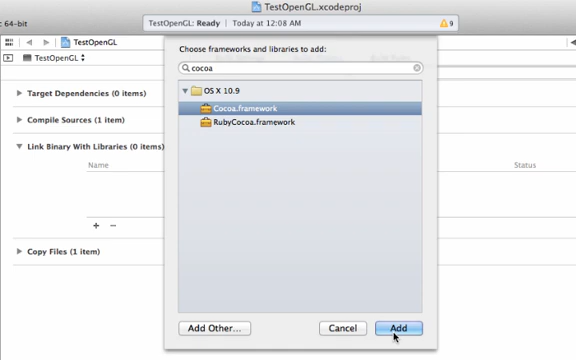 TestOpenGL.xcodeproj
64-bit
TestOpenGL: Ready | Today at 12:08 AM
9
TestOpenGL
TestOpenGL
Choose frameworks and libraries to add:
cocoa
OS X 10.9
Cocoa.framework
RubyCocoa.framework
Target Dependencies (0 items)
Compile Sources (1 item)
Link Binary With Libraries (0 items)
Name
Status
Copy Files (1 item)
Add Other...
Cancel
Add